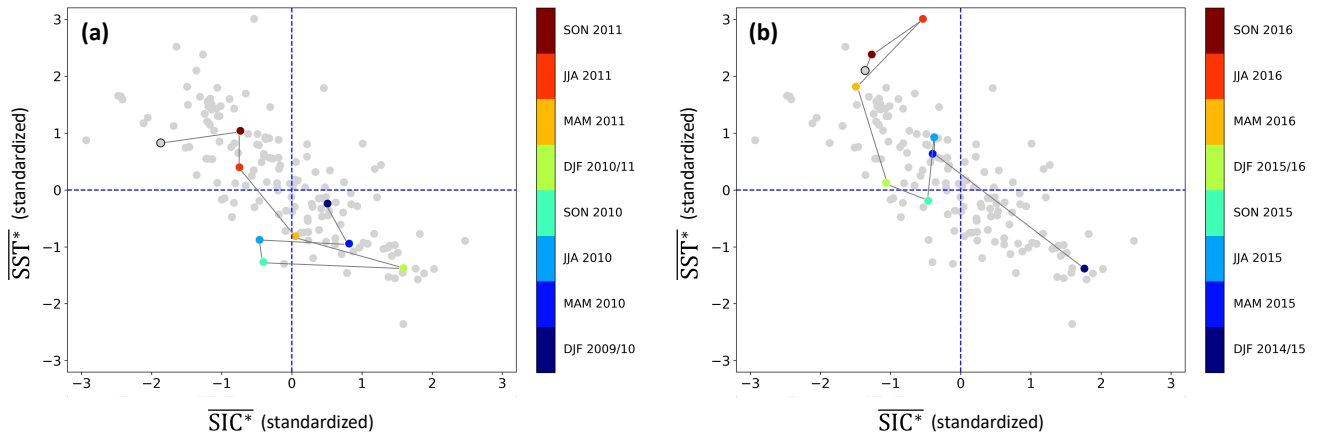 (a)
3
2
1
0
−1
−2
−3
SST* (standardized)
−3 −2 −1 0 1 2 3
SIC* (standardized)
SON 2011
JJA 2011
MAM 2011
DJF 2010/11
SON 2010
JJA 2010
MAM 2010
DJF 2009/10
(b)
3
2
1
0
−1
−2
−3
SST* (standardized)
−3 −2 −1 0 1 2 3
SIC* (standardized)
SON 2016
JJA 2016
MAM 2016
DJF 2015/16
SON 2015
JJA 2015
MAM 2015
DJF 2014/15